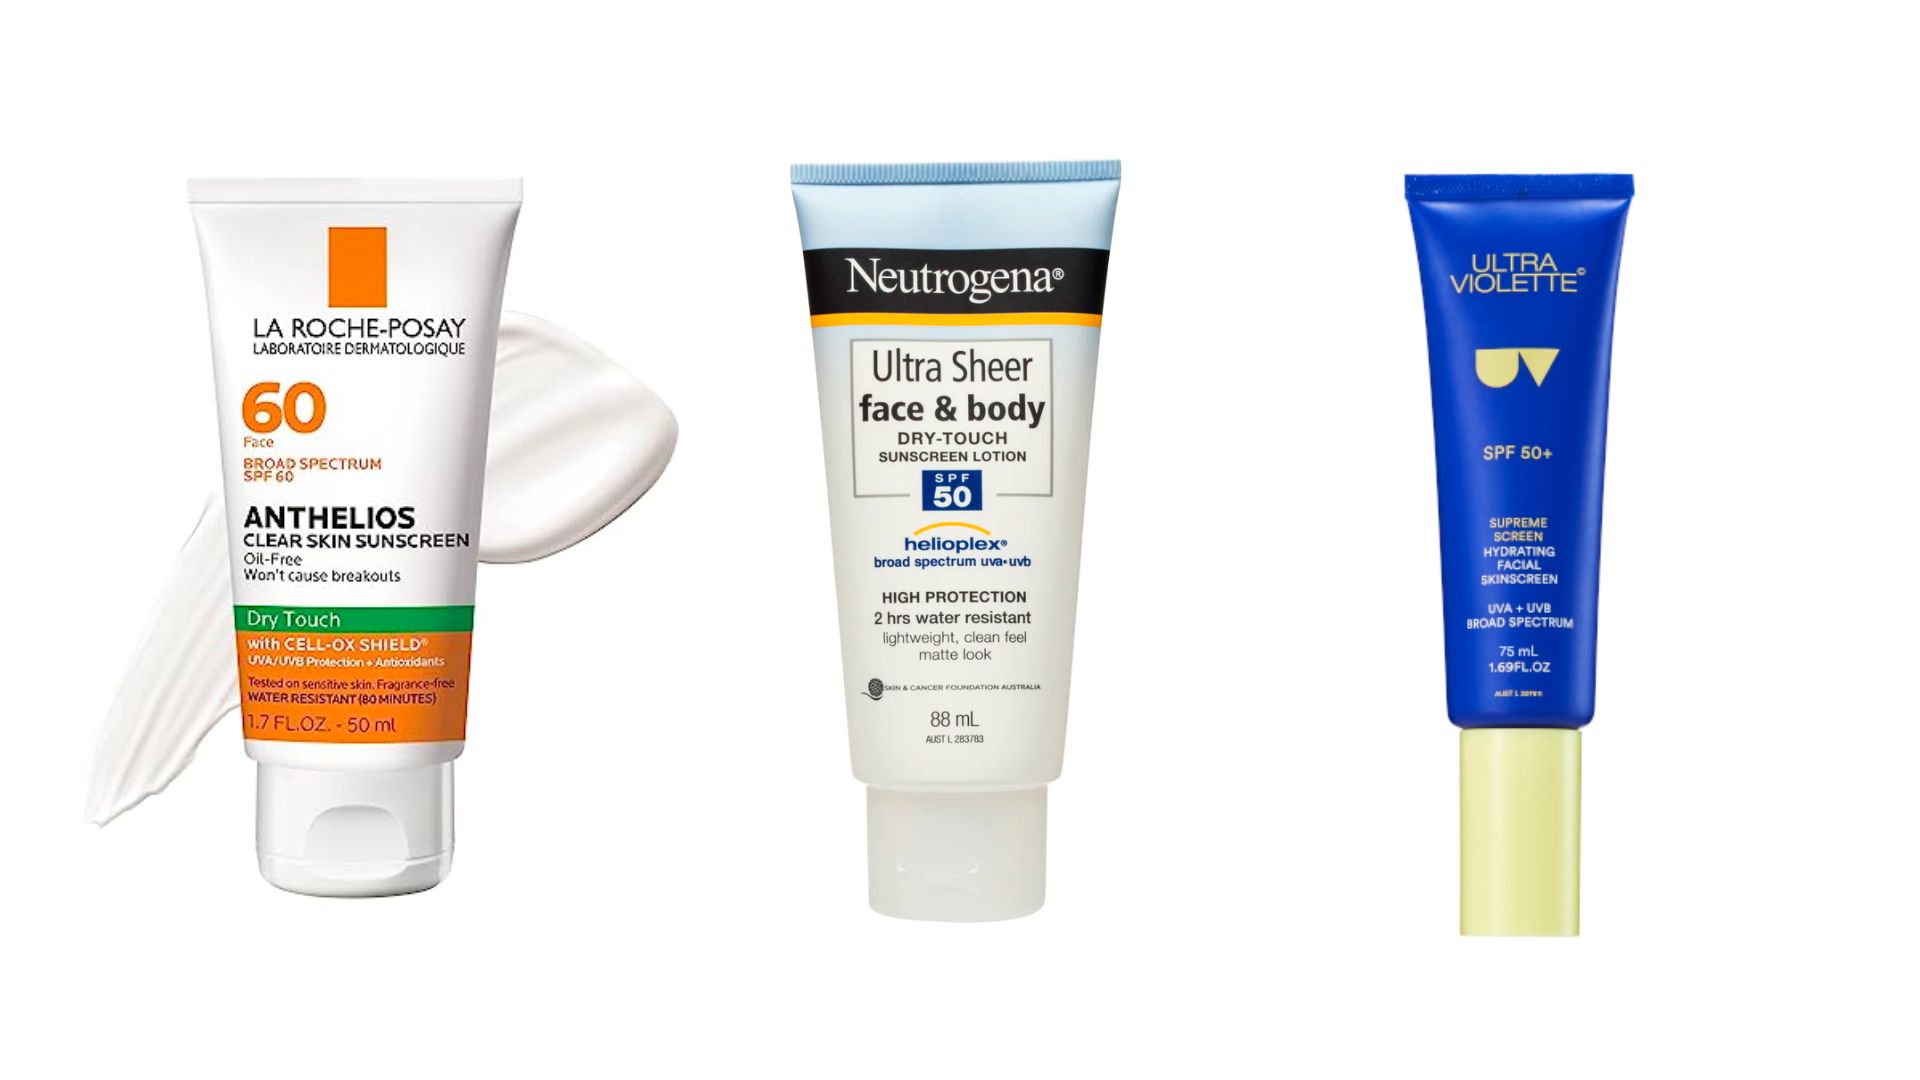 LA ROCHE-POSAY
LABORATOIRE DERMATOLOGIQUE
60
Face
BROAD SPECTRUM
SPF 60
ANTHELIOS
CLEAR SKIN SUNSCREEN
Oil-Free
Won't cause breakouts
Dry Touch
with CELL-OX SHIELD®
UVA/UVB Protection + Antioxidants
Tested on sensitive skin. Fragrance-free
WATER RESISTANT (80 MINUTES)
1.7 FL.OZ. - 50 ml
Neutrogena®
Ultra Sheer
face & body
DRY-TOUCH
SUNSCREEN LOTION
SPF
50
helioplex®
broad spectrum uva•uvb
HIGH PROTECTION
2 hrs water resistant
lightweight, clean feel
matte look
SKIN & CANCER FOUNDATION AUSTRALIA
88 mL
AUST L 283783
ULTRA
VIOLETTE©
UV
SPF 50+
SUPREME
SCREEN
HYDRATING
FACIAL
SKINSCREEN
UVA + UVB
BROAD SPECTRUM
75 mL
1.69FL.OZ
AUST L